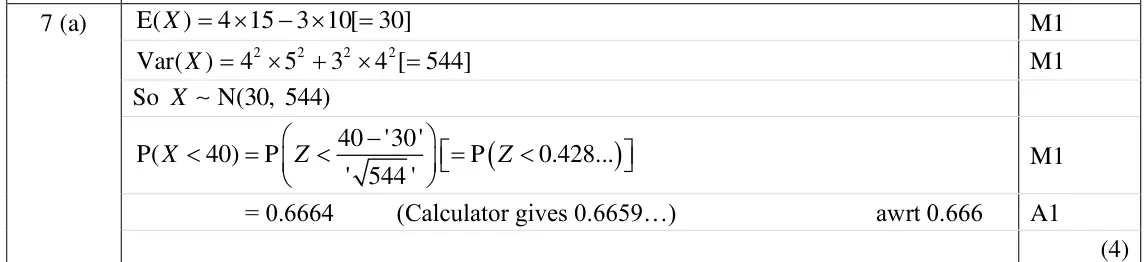 7 (a) E(X) = 4×15 − 3×10[= 30] M1
Var(X) = 4² × 5² + 3² × 4² [= 544] M1
So X ~ N(30, 544)
P(X < 40) = P(Z < (40 − '30') / '√544') [= P(Z < 0.428...)] M1
= 0.6664 (Calculator gives 0.6659…) awrt 0.666 A1
(4)